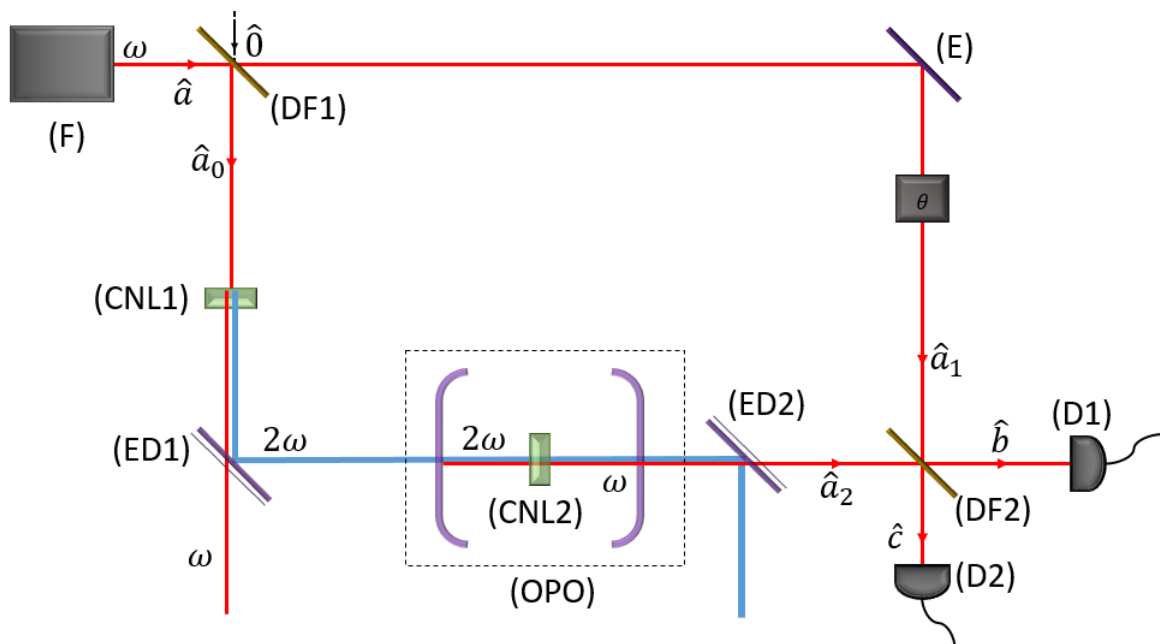 ω
0̂
â
(F)
(DF1)
(E)
â₀
θ
(CNL1)
â₁
(ED1)
2ω
2ω
ω
(CNL2)
(OPO)
(ED2)
â₂
b̂
(D1)
(DF2)
ĉ
(D2)
ω